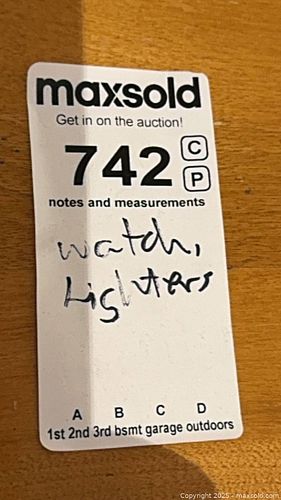 maxsold
Get in on the auction!
742 C
P
notes and measurements
watch,
Lighters
A B C D
1st 2nd 3rd bsmt garage outdoors
Copyright © 2025 - maxsold.com